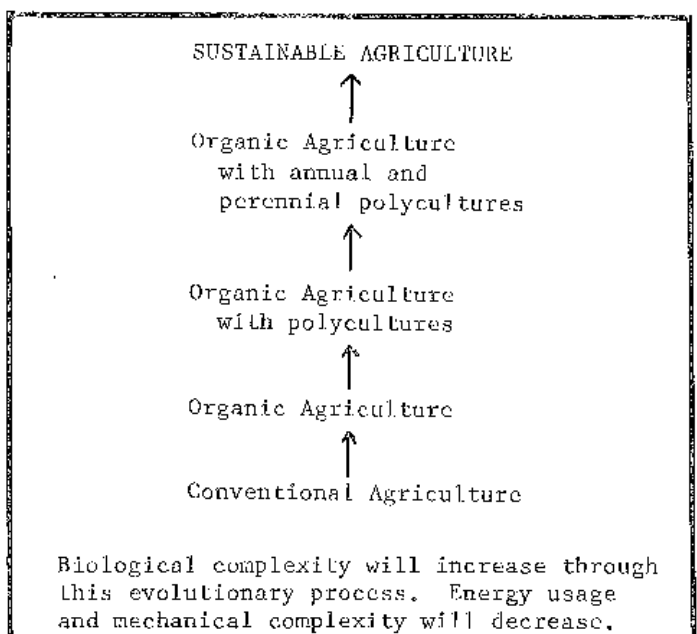 SUSTAINABLE AGRICULTURE
Organic Agriculture
with annual and
perennial polycultures
Organic Agriculture
with polycultures
Organic Agriculture
Conventional Agriculture
Biological complexity will increase through
this evolutionary process. Energy usage
and mechanical complexity will decrease.